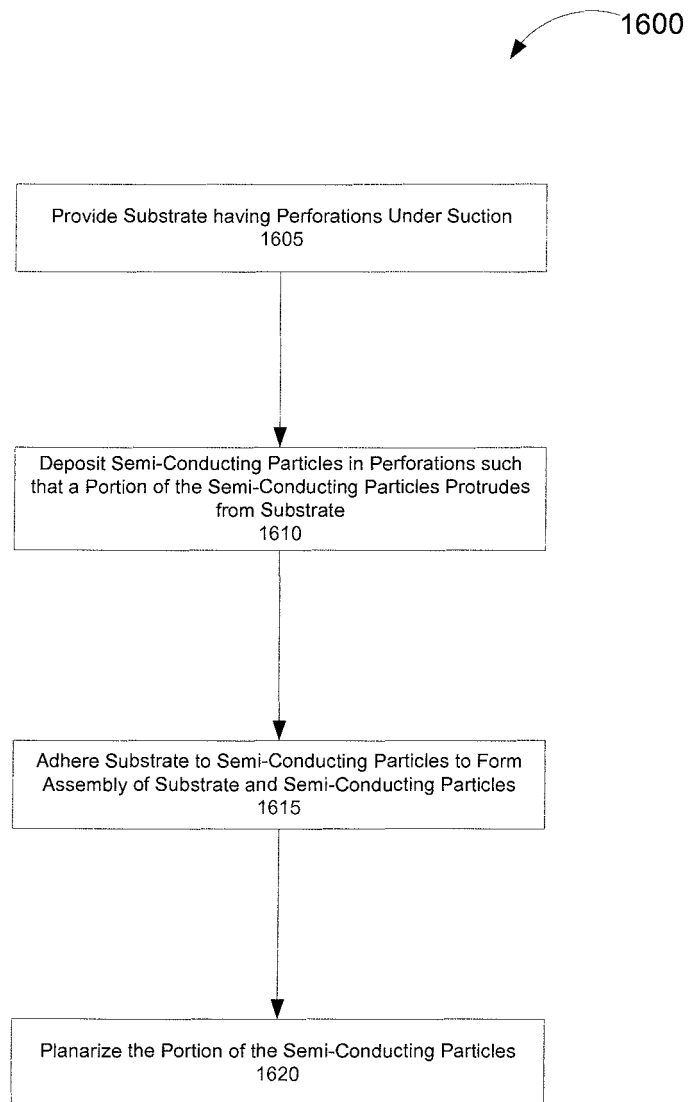 1600
Provide Substrate having Perforations Under Suction
1605
Deposit Semi-Conducting Particles in Perforations such
that a Portion of the Semi-Conducting Particles Protrudes
from Substrate
1610
Adhere Substrate to Semi-Conducting Particles to Form
Assembly of Substrate and Semi-Conducting Particles
1615
Planarize the Portion of the Semi-Conducting Particles
1620